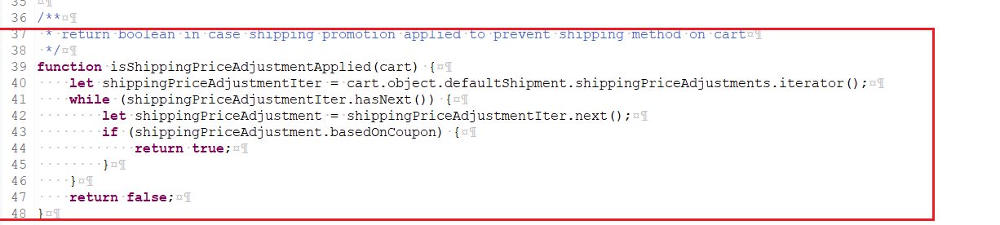 35
36 /**
37  * return boolean in case shipping promotion applied to prevent shipping method on cart
38  */
39 function isShippingPriceAdjustmentApplied(cart) {
40     let shippingPriceAdjustmentIter = cart.object.defaultShipment.shippingPriceAdjustments.iterator();
41     while (shippingPriceAdjustmentIter.hasNext()) {
42         let shippingPriceAdjustment = shippingPriceAdjustmentIter.next();
43         if (shippingPriceAdjustment.basedOnCoupon) {
44             return true;
45         }
46     }
47     return false;
48 }